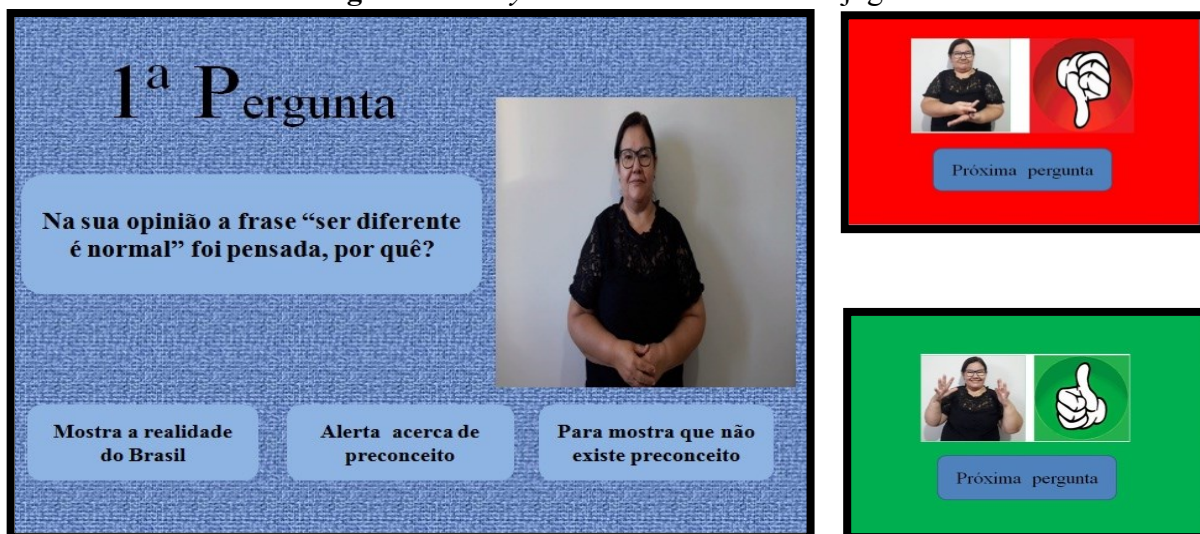 1ª Pergunta
Na sua opinião a frase “ser diferente
é normal” foi pensada, por quê?
Mostra a realidade
do Brasil
Alerta acerca de
preconceito
Para mostra que não
existe preconceito
Próxima pergunta
Próxima pergunta